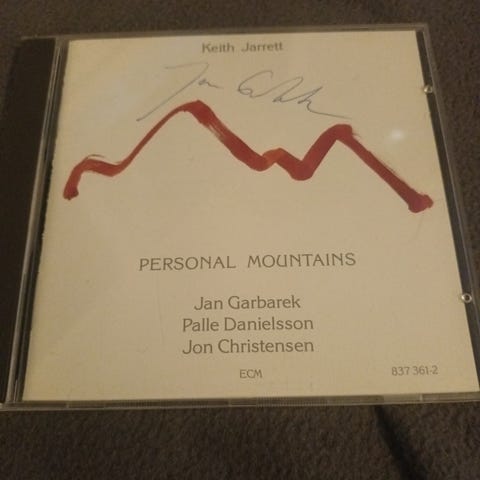 Keith Jarrett
PERSONAL MOUNTAINS
Jan Garbarek
Palle Danielsson
Jon Christensen
ECM
837 361-2